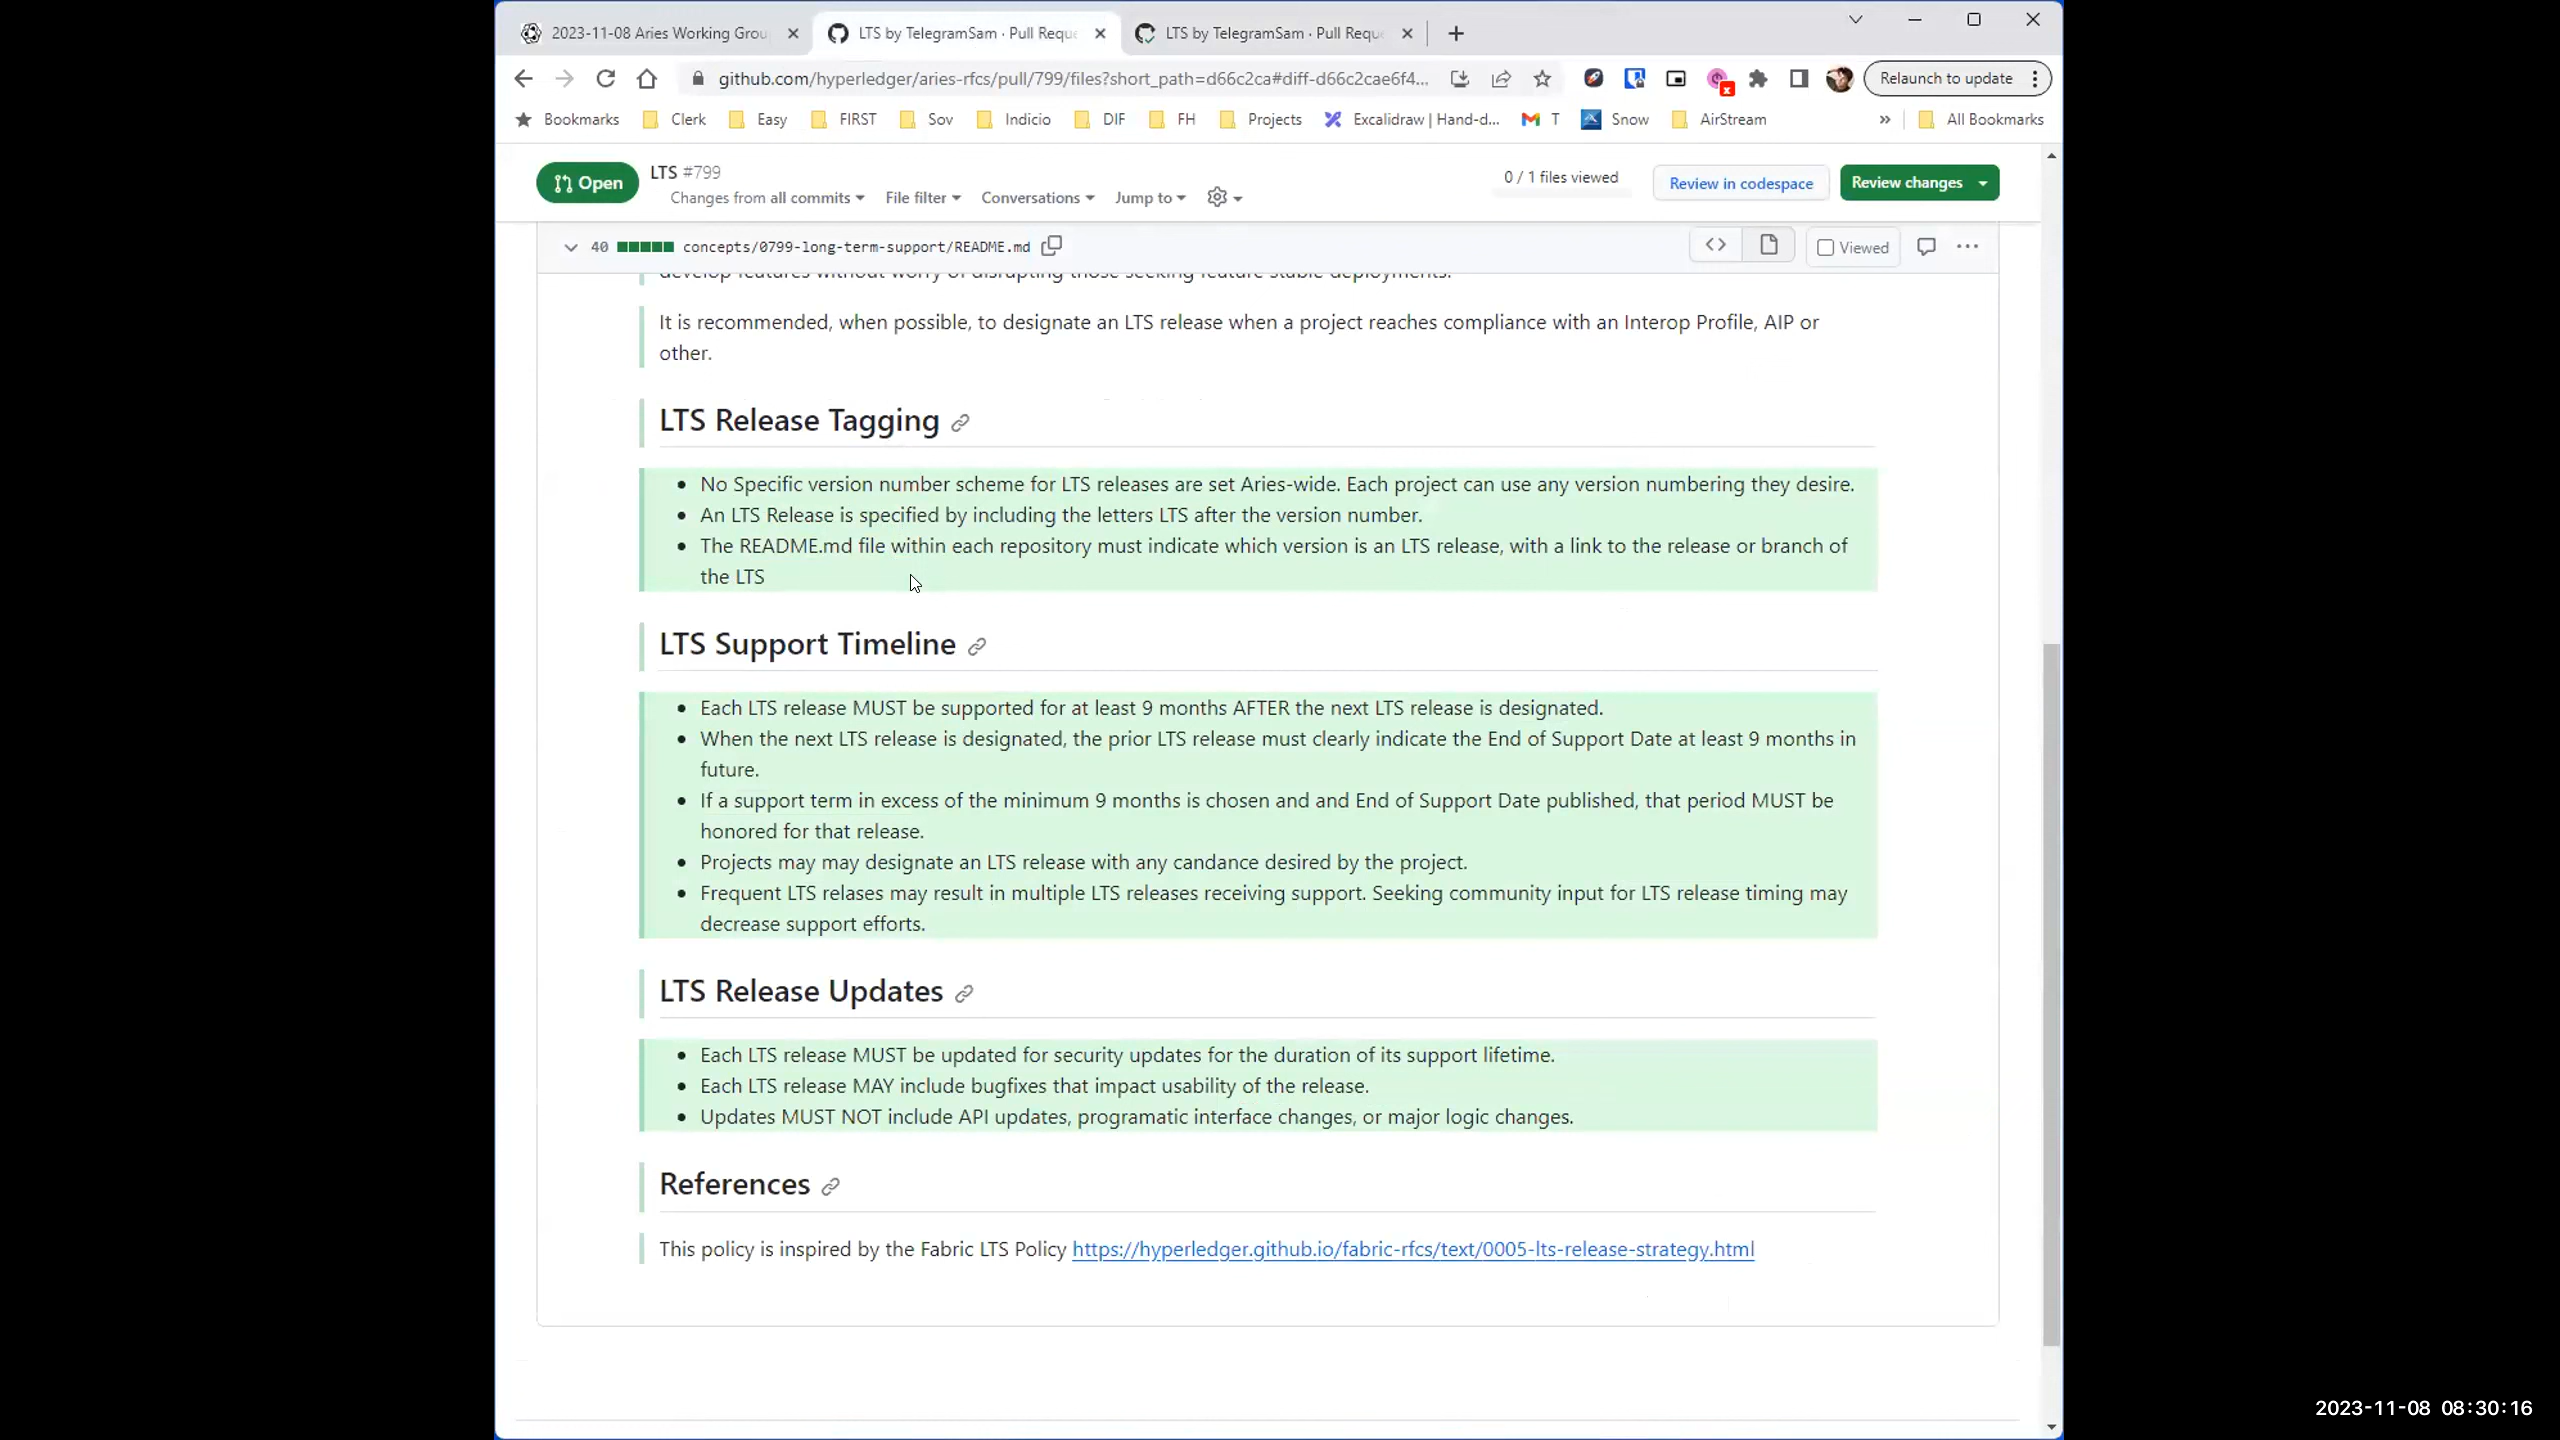 2023-11-08 Aries Working Grou
LTS by TelegramSam · Pull Reque
LTS by TelegramSam · Pull Reque
github.com/hyperledger/aries-rfcs/pull/799/files?short_path=d66c2ca#diff-d66c2cae6f4...
Relaunch to update
Bookmarks
Clerk
Easy
FIRST
Sov
Indicio
DIF
FH
Projects
Excalidraw | Hand-d...
T
Snow
AirStream
»
All Bookmarks
Open
LTS #799
Changes from all commits
File filter
Conversations
Jump to
0 / 1 files viewed
Review in codespace
Review changes
40
concepts/0799-long-term-support/README.md
Viewed
develop features without worry of disrupting those seeking feature stable deployments.
It is recommended, when possible, to designate an LTS release when a project reaches compliance with an Interop Profile, AIP or
other.
LTS Release Tagging
• No Specific version number scheme for LTS releases are set Aries-wide. Each project can use any version numbering they desire.
• An LTS Release is specified by including the letters LTS after the version number.
• The README.md file within each repository must indicate which version is an LTS release, with a link to the release or branch of
the LTS
LTS Support Timeline
• Each LTS release MUST be supported for at least 9 months AFTER the next LTS release is designated.
• When the next LTS release is designated, the prior LTS release must clearly indicate the End of Support Date at least 9 months in
future.
• If a support term in excess of the minimum 9 months is chosen and and End of Support Date published, that period MUST be
honored for that release.
• Projects may may designate an LTS release with any candance desired by the project.
• Frequent LTS relases may result in multiple LTS releases receiving support. Seeking community input for LTS release timing may
decrease support efforts.
LTS Release Updates
• Each LTS release MUST be updated for security updates for the duration of its support lifetime.
• Each LTS release MAY include bugfixes that impact usability of the release.
• Updates MUST NOT include API updates, programatic interface changes, or major logic changes.
References
This policy is inspired by the Fabric LTS Policy https://hyperledger.github.io/fabric-rfcs/text/0005-lts-release-strategy.html
2023-11-08 08:30:16